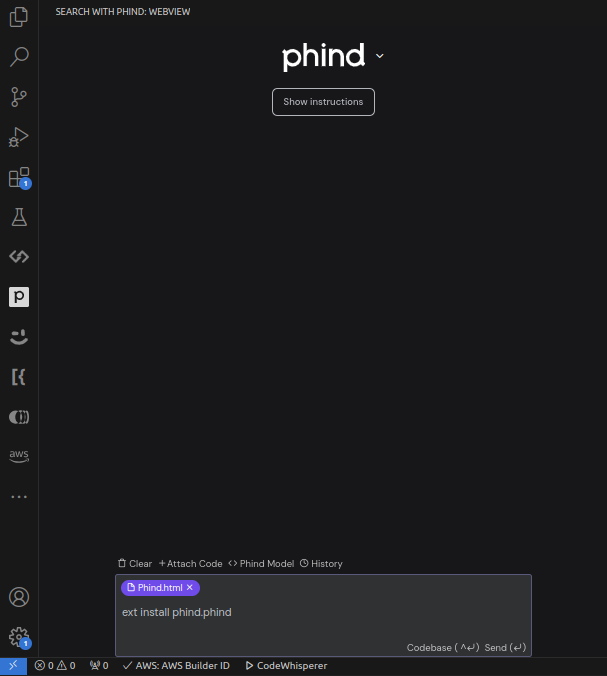 SEARCH WITH PHIND: WEBVIEW
phind
Show instructions
1
p
[{
aws
1
Clear + Attach Code <> Phind Model History
Phind.html ×
ext install phind.phind
Codebase ( ^↵) Send (↵)
0 0 0 AWS: AWS Builder ID CodeWhisperer